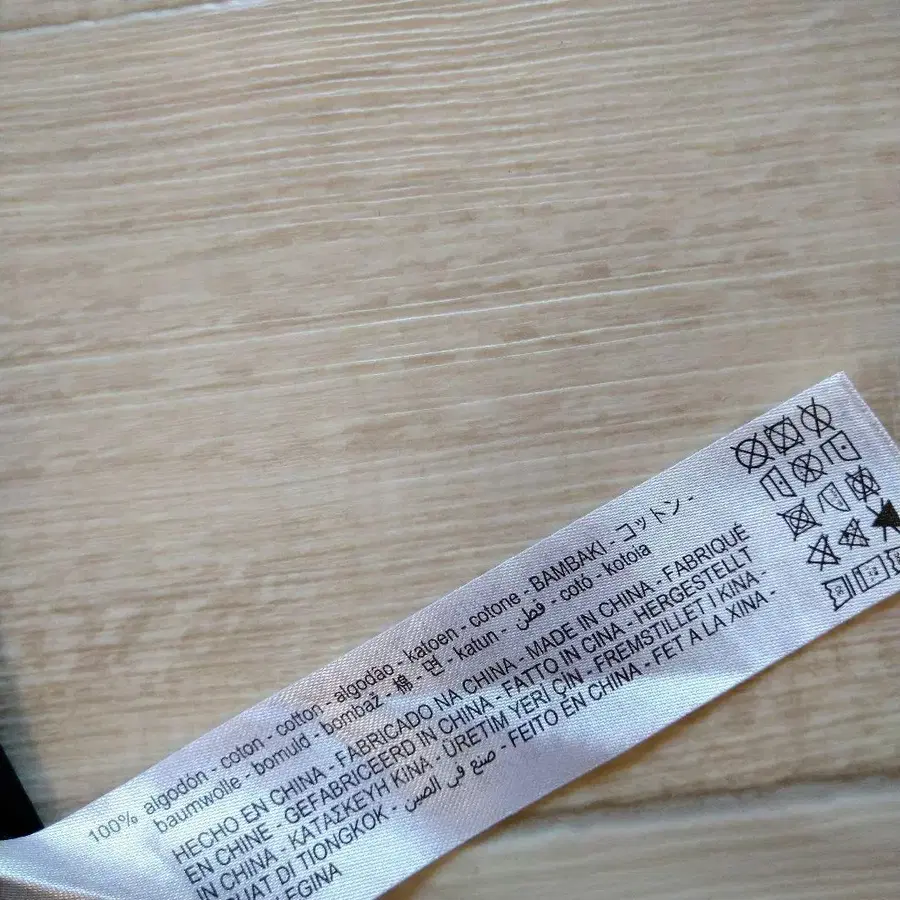 100% algodón - coton - cotton - algodão - katoen - cotone - ΒΑΜΒΑΚΙ - コットン -
baumwolle - bomuld - bombaž - 棉 - 면 - katun - قطن - cotó - kotoia
HECHO EN CHINA - FABRICADO NA CHINA - MADE IN CHINA - FABRIQUÉ
EN CHINE - GEFABRICEERD IN CHINA - FATTO IN CINA - HERGESTELLT
IN CHINA - ΚΑΤΑΣΚΕΥΗ ΚΙΝΑ - ÜRETIM YERI ÇIN - FREMSTILLET I KINA
DI TIONGKOK - صنع في الصين - FEITO EN CHINA - FET A LA XINA -